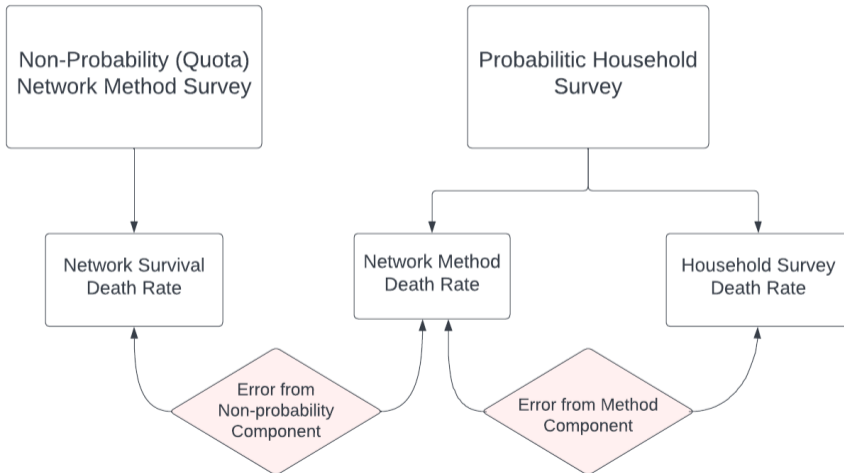 Non-Probability (Quota)
Network Method Survey
Probabilitic Household
Survey
Network Survival
Death Rate
Network Method
Death Rate
Household Survey
Death Rate
Error from
Non-probability
Component
Error from Method
Component